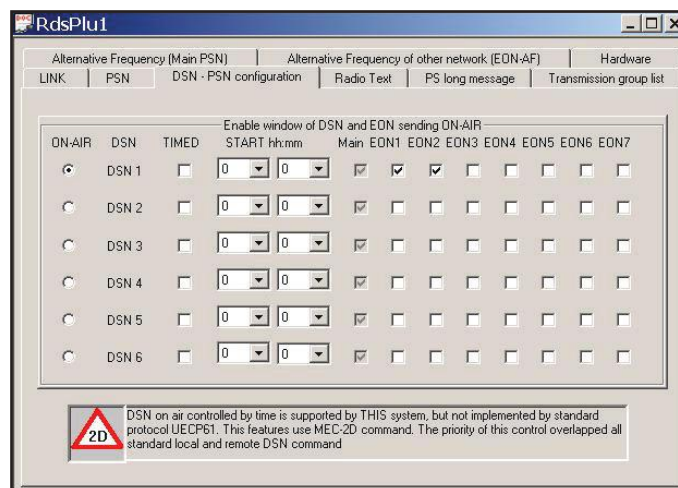 RdsPlu1
Alternative Frequency (Main PSN) Alternative Frequency of other network (EON-AF) Hardware
LINK PSN DSN - PSN configuration Radio Text PS long message Transmission group list
Enable window of DSN and EON sending ON-AIR
ON-AIR DSN TIMED START hh:mm Main EON1 EON2 EON3 EON4 EON5 EON6 EON7
DSN 1 0 0
DSN 2 0 0
DSN 3 0 0
DSN 4 0 0
DSN 5 0 0
DSN 6 0 0
DSN on air controlled by time is supported by THIS system, but not implemented by standard
2D protocol UECP61. This features use MEC-2D command. The priority of this control overlapped all
standard local and remote DSN command